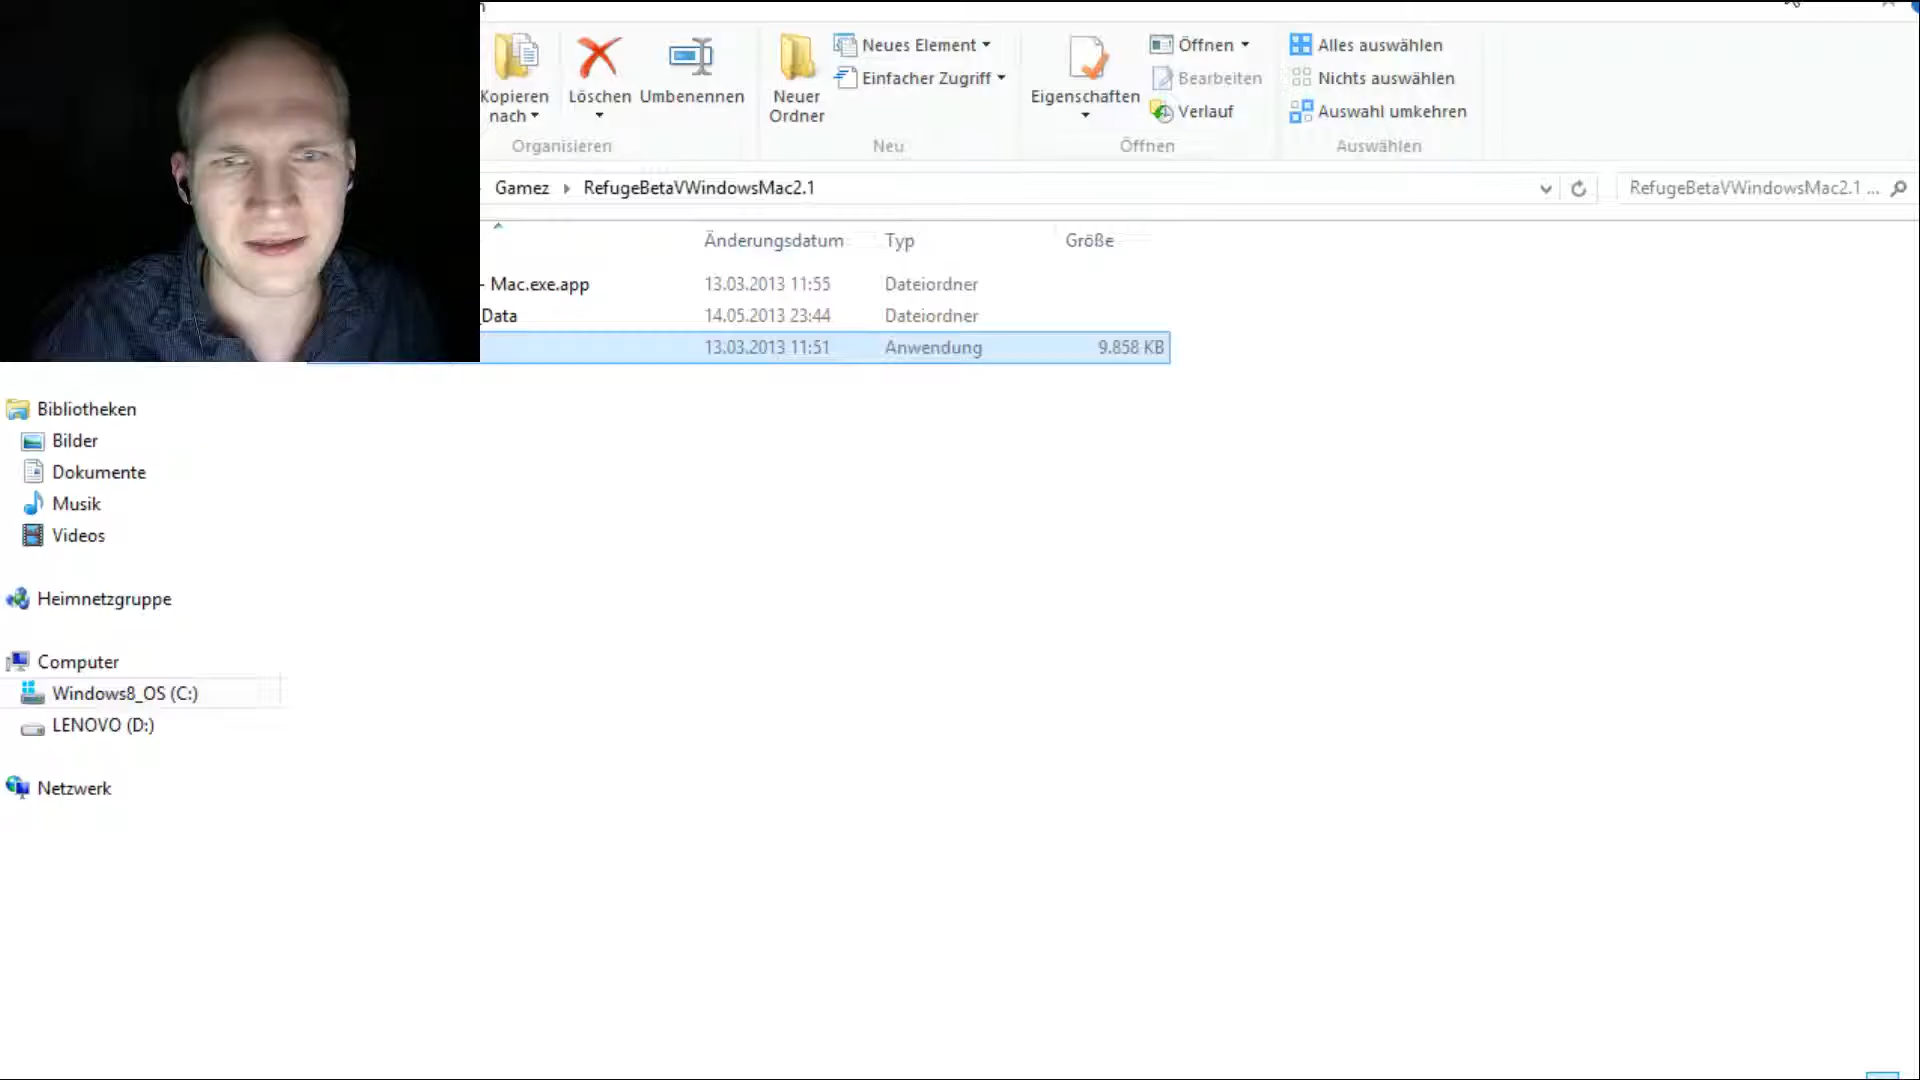 Kopieren nach
Löschen
Umbenennen
Organisieren
Neuer Ordner
Neues Element
Einfacher Zugriff
Neu
Eigenschaften
Öffnen
Bearbeiten
Verlauf
Öffnen
Alles auswählen
Nichts auswählen
Auswahl umkehren
Auswählen
Gamez RefugeBetaVWindowsMac2.1
RefugeBetaVWindowsMac2.1 ...
Änderungsdatum Typ Größe
- Mac.exe.app 13.03.2013 11:55 Dateiordner
_Data 14.05.2013 23:44 Dateiordner
13.03.2013 11:51 Anwendung 9.858 KB
Bibliotheken
Bilder
Dokumente
Musik
Videos
Heimnetzgruppe
Computer
Windows8_OS (C:)
LENOVO (D:)
Netzwerk